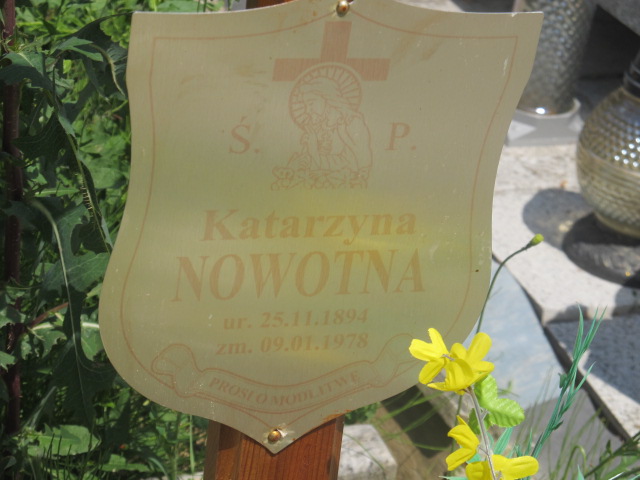 Ś. P.
Katarzyna
NOWOTNA
ur. 25.11.1894
zm. 09.01.1978
PROSI O MODLITWĘ